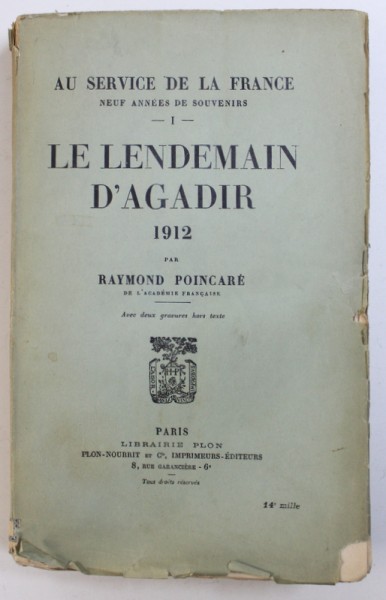 AU SERVICE DE LA FRANCE
NEUF ANNÉES DE SOUVENIRS
— I —
LE LENDEMAIN
D'AGADIR
1912
PAR
RAYMOND POINCARÉ
DE L'ACADÉMIE FRANÇAISE
Avec deux gravures hors texte
PARIS
LIBRAIRIE PLON
PLON-NOURRIT ET Cⁱᵉ, IMPRIMEURS-ÉDITEURS
8, RUE GARANCIÈRE - 6ᵉ
Tous droits réservés
14ᵉ mille